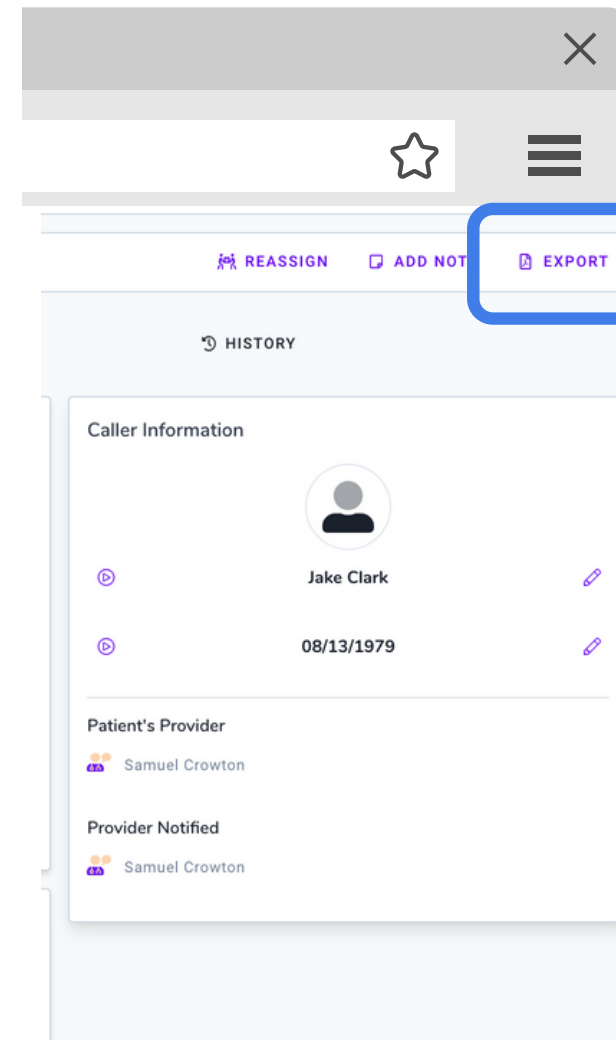 REASSIGN ADD NOT EXPORT
HISTORY
Caller Information
Jake Clark
08/13/1979
Patient's Provider
Samuel Crowton
Provider Notified
Samuel Crowton